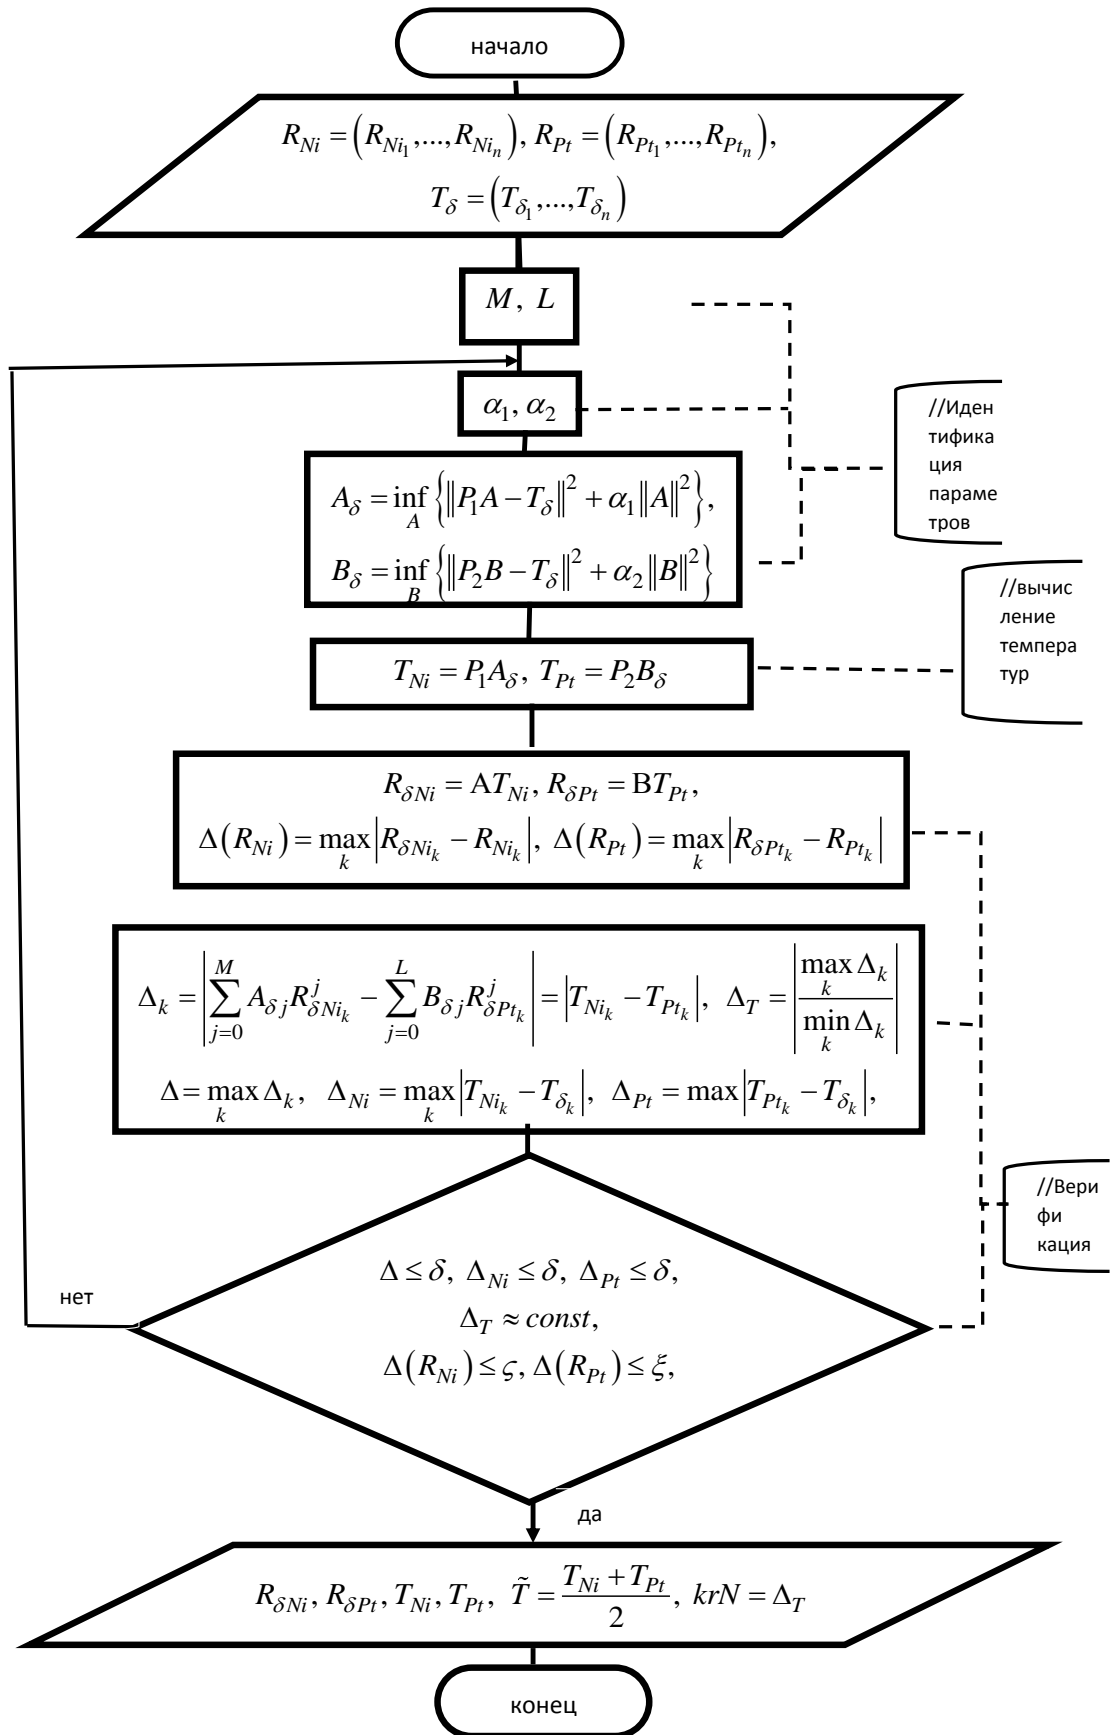 начало
R_{Ni} = (R_{Ni_1},...,R_{Ni_n}), R_{Pt} = (R_{Pt_1},...,R_{Pt_n}),
T_δ = (T_{δ_1},...,T_{δ_n})
M, L
α_1, α_2
//Иден
тифика
ция
параме
тров
A_δ = inf_A {‖P_1A − T_δ‖^2 + α_1‖A‖^2},
B_δ = inf_B {‖P_2B − T_δ‖^2 + α_2‖B‖^2}
//вычис
ление
темпера
тур
T_{Ni} = P_1A_δ, T_{Pt} = P_2B_δ
R_{δNi} = AT_{Ni}, R_{δPt} = BT_{Pt},
Δ(R_{Ni}) = max_k |R_{δNi_k} − R_{Ni_k}|, Δ(R_{Pt}) = max_k |R_{δPt_k} − R_{Pt_k}|
Δ_k = |∑_{j=0}^{M} A_{δj} R_{δNi_k}^j − ∑_{j=0}^{L} B_{δj} R_{δPt_k}^j| = |T_{Ni_k} − T_{Pt_k}|, Δ_T = |max_k Δ_k / min_k Δ_k|
Δ = max_k Δ_k, Δ_{Ni} = max_k |T_{Ni_k} − T_{δ_k}|, Δ_{Pt} = max |T_{Pt_k} − T_{δ_k}|,
//Вери
фи
кация
Δ ≤ δ, Δ_{Ni} ≤ δ, Δ_{Pt} ≤ δ,
Δ_T ≈ const,
Δ(R_{Ni}) ≤ ς, Δ(R_{Pt}) ≤ ξ,
нет
да
R_{δNi}, R_{δPt}, T_{Ni}, T_{Pt}, T̃ = (T_{Ni} + T_{Pt}) / 2, krN = Δ_T
конец